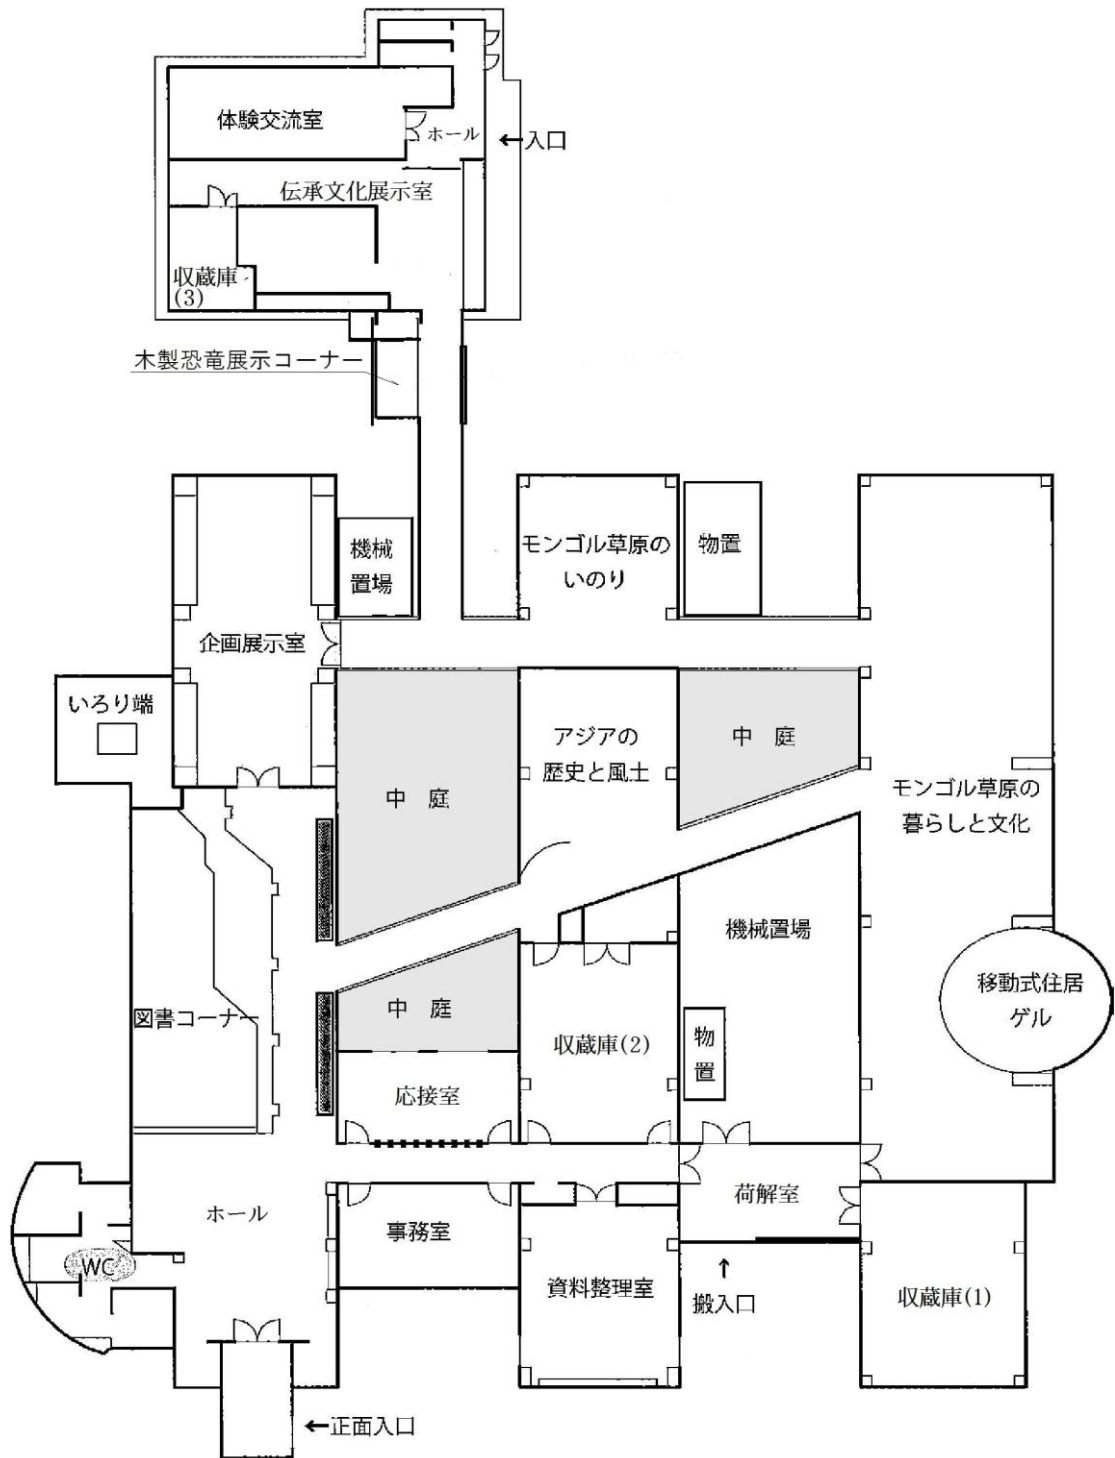 体験交流室
ホール
←入口
伝承文化展示室
収蔵庫
(3)
木製恐竜展示コーナー
機械
置場
モンゴル草原の
いのり
物置
企画展示室
いろり端
アジアの
歴史と風土
中 庭
中 庭
モンゴル草原の
暮らしと文化
機械置場
移動式住居
ゲル
図書コーナー
中 庭
収蔵庫(2)
物
置
応接室
荷解室
ホール
事務室
WC
資料整理室
↑
搬入口
収蔵庫(1)
←正面入口